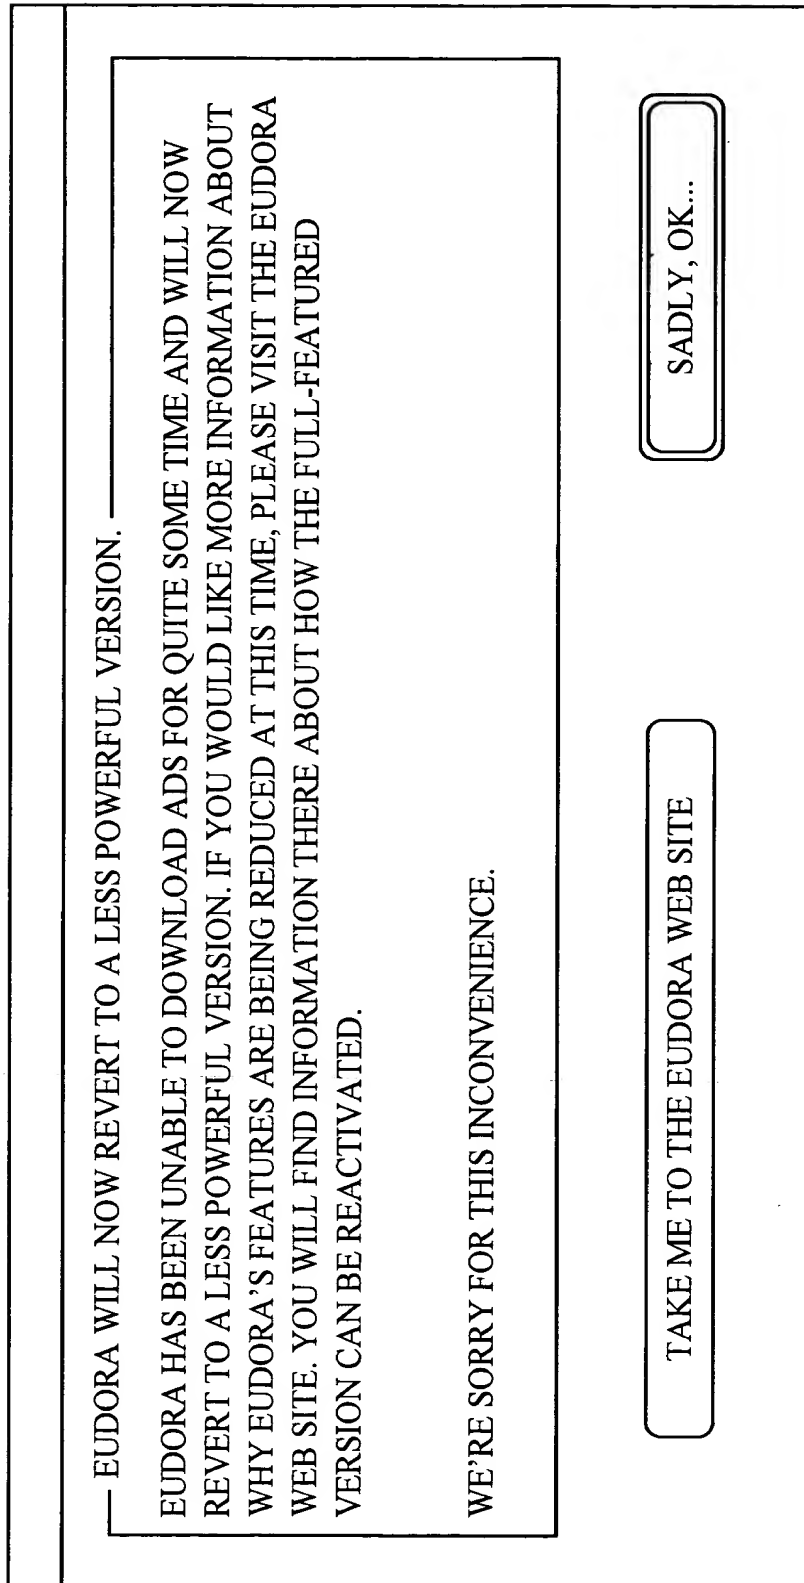 EUDORA WILL NOW REVERT TO A LESS POWERFUL VERSION.
EUDORA HAS BEEN UNABLE TO DOWNLOAD ADS FOR QUITE SOME TIME AND WILL NOW
REVERT TO A LESS POWERFUL VERSION. IF YOU WOULD LIKE MORE INFORMATION ABOUT
WHY EUDORA'S FEATURES ARE BEING REDUCED AT THIS TIME, PLEASE VISIT THE EUDORA
WEB SITE. YOU WILL FIND INFORMATION THERE ABOUT HOW THE FULL-FEATURED
VERSION CAN BE REACTIVATED.
WE'RE SORRY FOR THIS INCONVENIENCE.
TAKE ME TO THE EUDORA WEB SITE
SADLY, OK...